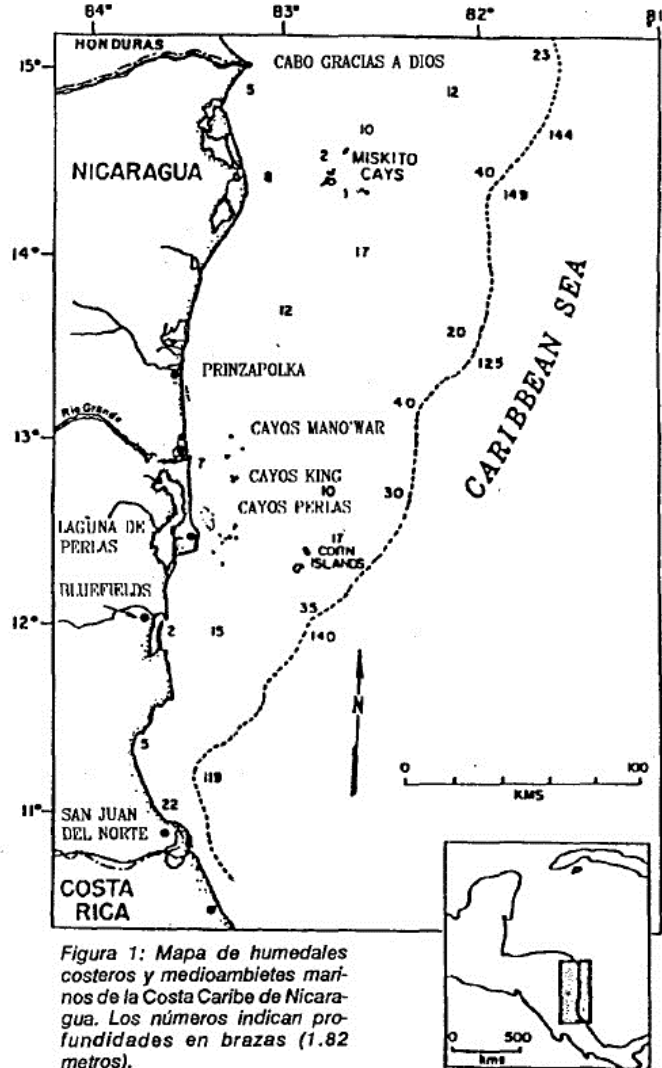 84° 83° 82° 81
HONDURAS
15°
CABO GRACIAS A DIOS
23
5
12
10
144
2
MISKITO
CAYS
NICARAGUA
8
1
40
149
14°
17
12
20
125
PRINZAPOLKA
40
CARIBBEAN SEA
Rio Grande
13°
CAYOS MANO'WAR
7
CAYOS KING
10
30
CAYOS PERLAS
LAGUNA DE
PERLAS
17
CORN
ISLANDS
BLUEFIELDS
35
12°
2
15
140
N
5
119
0 100
KMS
11°
22
SAN JUAN
DEL NORTE
COSTA
RICA
Figura 1: Mapa de humedales
costeros y medioambietes mari-
nos de la Costa Caribe de Nicara-
gua. Los números indican pro-
fundidades en brazas (1.82
metros).
0 500
kms